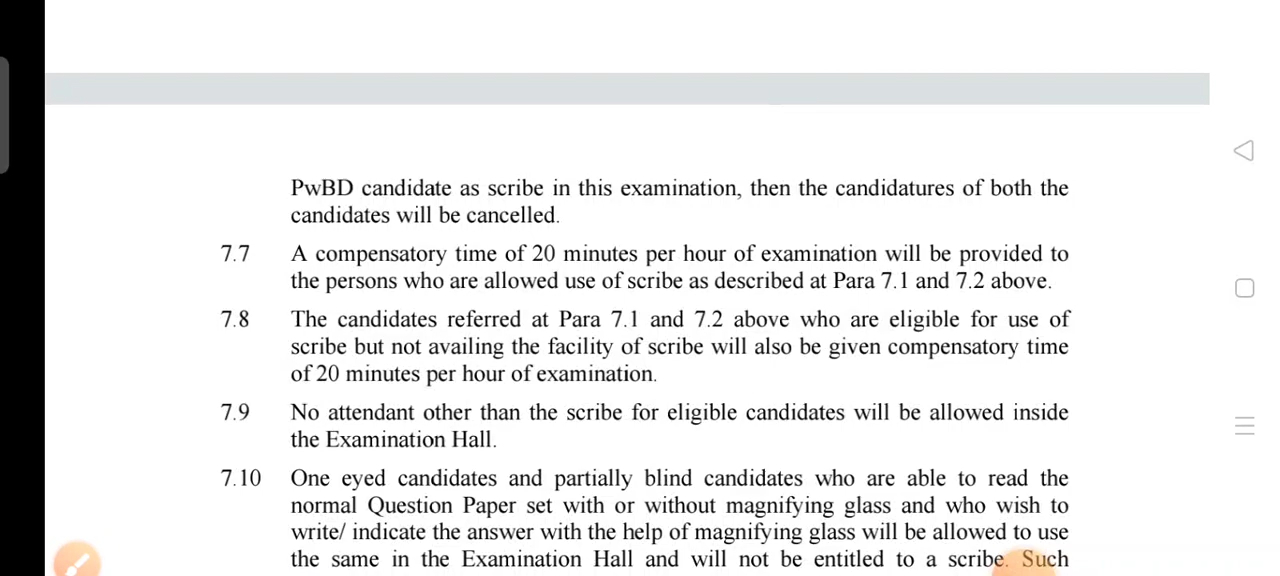 PwBD candidate as scribe in this examination, then the candidatures of both the
candidates will be cancelled.
7.7 A compensatory time of 20 minutes per hour of examination will be provided to
the persons who are allowed use of scribe as described at Para 7.1 and 7.2 above.
7.8 The candidates referred at Para 7.1 and 7.2 above who are eligible for use of
scribe but not availing the facility of scribe will also be given compensatory time
of 20 minutes per hour of examination.
7.9 No attendant other than the scribe for eligible candidates will be allowed inside
the Examination Hall.
7.10 One eyed candidates and partially blind candidates who are able to read the
normal Question Paper set with or without magnifying glass and who wish to
write/ indicate the answer with the help of magnifying glass will be allowed to use
the same in the Examination Hall and will not be entitled to a scribe. Such